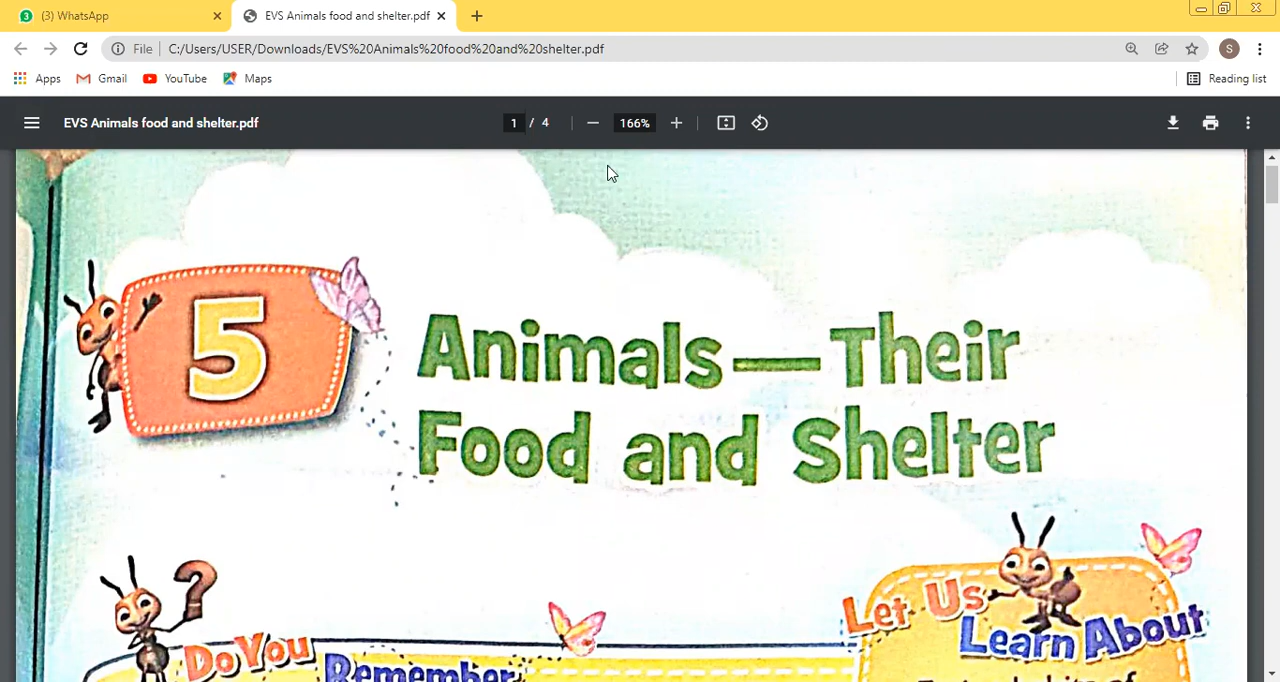 3 (3) WhatsApp
EVS Animals food and shelter.pdf
File C:/Users/USER/Downloads/EVS%20Animals%20food%20and%20shelter.pdf
S
Apps Gmail YouTube Maps Reading list
EVS Animals food and shelter.pdf 1 / 4 166%
5
Animals—Their
Food and Shelter
?
Let Us
Learn About
Do You
Remember